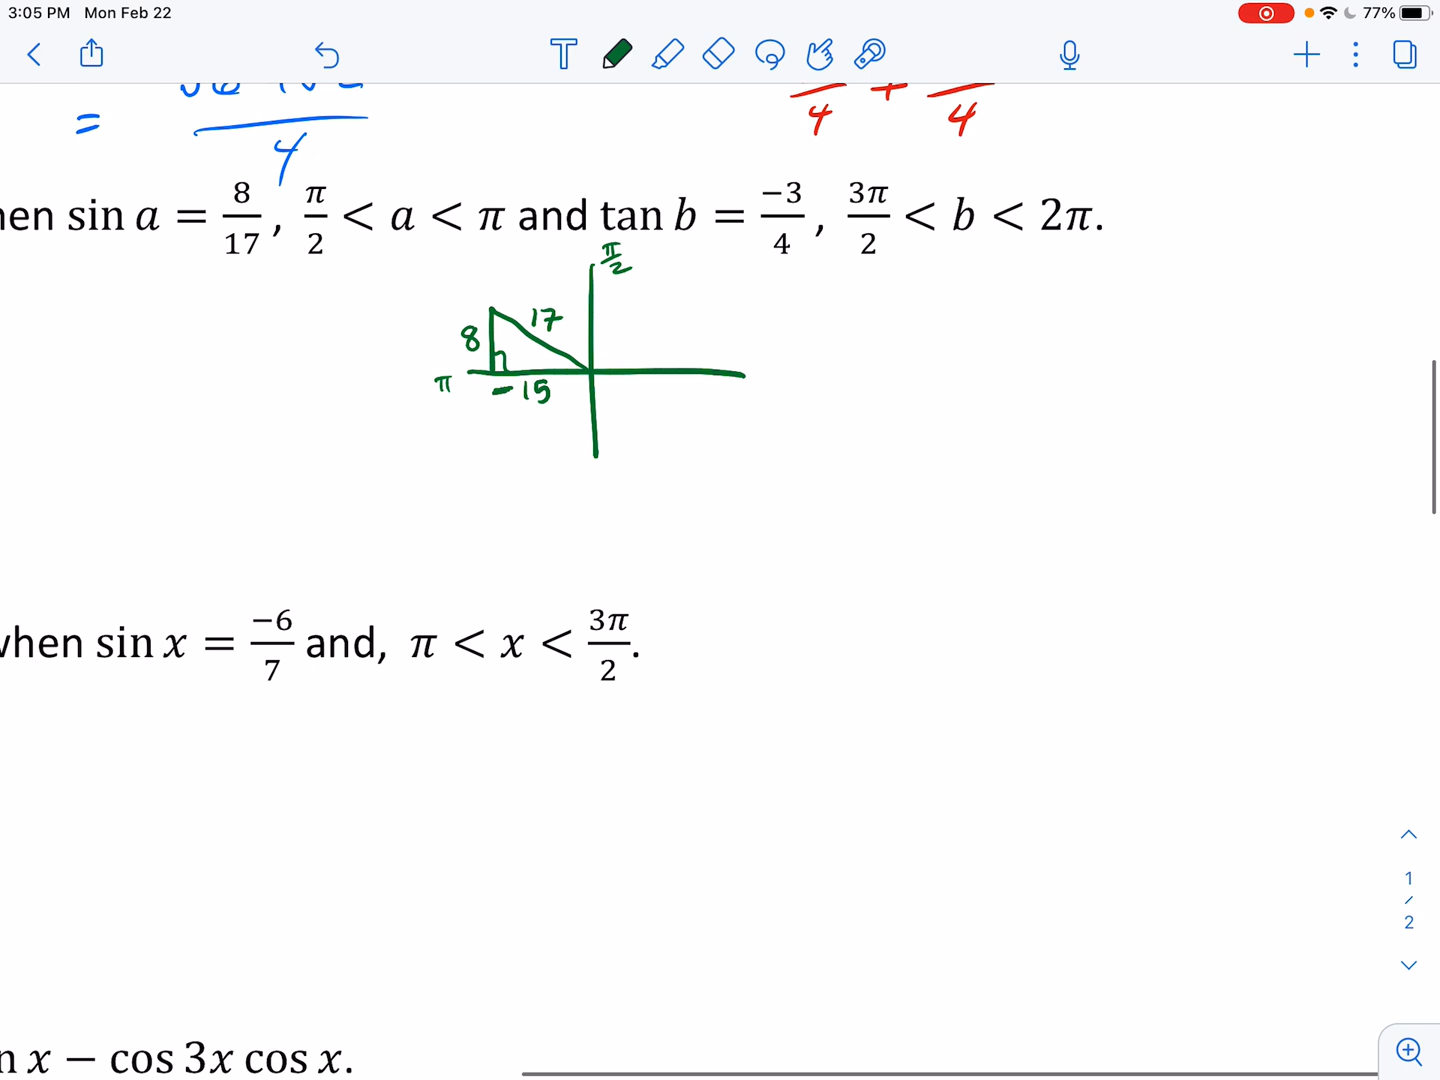 3:05 PM Mon Feb 22 77%
T
=
4
4 + 4
hen sin a = 8/17, π/2 < a < π and tan b = -3/4, 3π/2 < b < 2π.
π/2
8 17
π -15
when sin x = -6/7 and, π < x < 3π/2.
1
/
2
n x − cos 3x cos x.